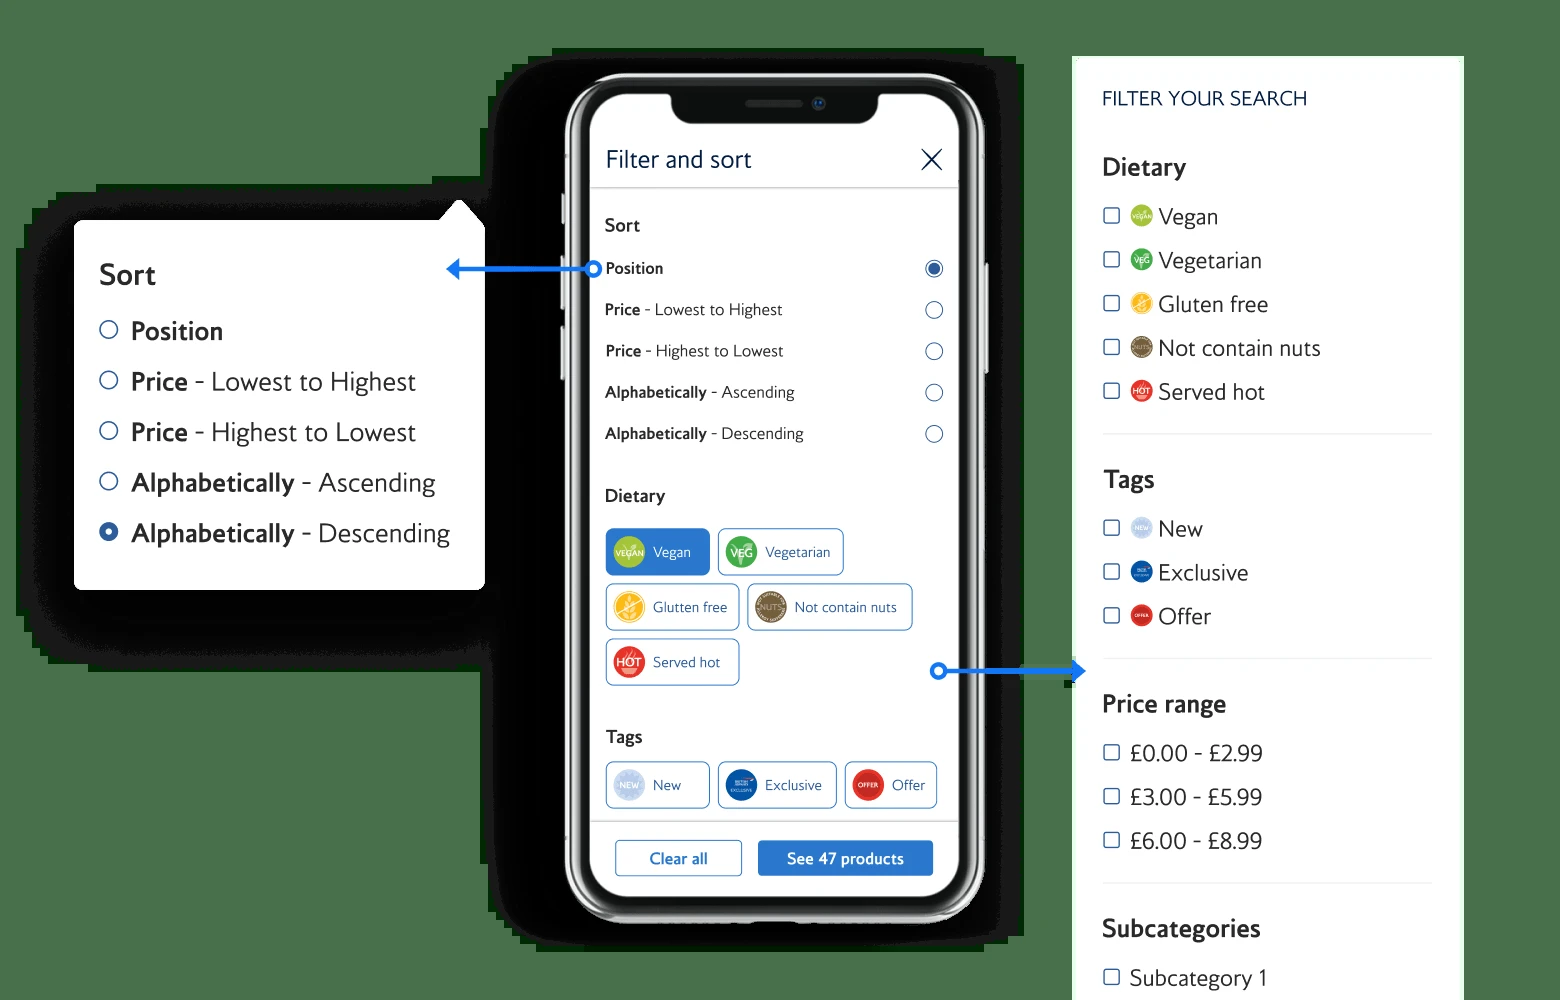 Sort
Position
Price - Lowest to Highest
Price - Highest to Lowest
Alphabetically - Ascending
Alphabetically - Descending
Filter and sort
Sort
Position
Price - Lowest to Highest
Price - Highest to Lowest
Alphabetically - Ascending
Alphabetically - Descending
Dietary
VEGAN Vegan
VEG Vegetarian
Glutten free
NUTS Not contain nuts
HOT Served hot
Tags
NEW New
EXCLUSIVE Exclusive
OFFER Offer
Clear all
See 47 products
FILTER YOUR SEARCH
Dietary
VEGAN Vegan
VEG Vegetarian
Gluten free
NUTS Not contain nuts
HOT Served hot
Tags
NEW New
Exclusive
OFFER Offer
Price range
£0.00 - £2.99
£3.00 - £5.99
£6.00 - £8.99
Subcategories
Subcategory 1